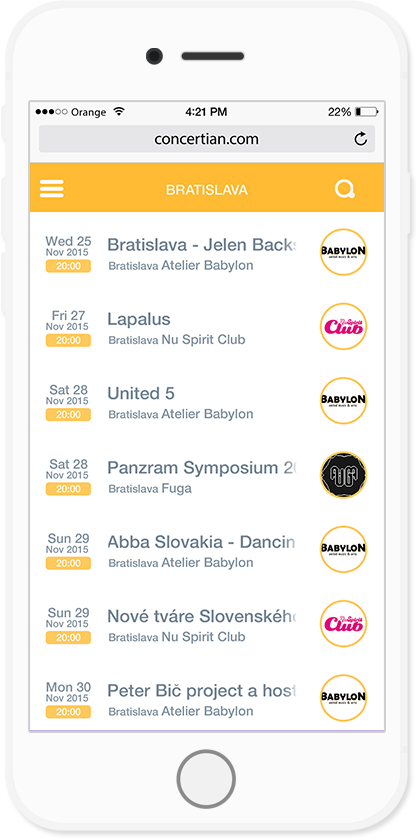 Orange 4:21 PM 22%
concertian.com
BRATISLAVA
Wed 25
Nov 2015
20:00
Bratislava - Jelen Backs
Bratislava Atelier Babylon
BABYLON
Fri 27
Nov 2015
20:00
Lapalus
Bratislava Nu Spirit Club
NuSpirit
Club
Sat 28
Nov 2015
20:00
United 5
Bratislava Atelier Babylon
BABYLON
Sat 28
Nov 2015
20:00
Panzram Symposium 20
Bratislava Fuga
Sun 29
Nov 2015
20:00
Abba Slovakia - Dancin
Bratislava Atelier Babylon
BABYLON
Sun 29
Nov 2015
20:00
Nové tváre Slovenského
Bratislava Nu Spirit Club
NuSpirit
Club
Mon 30
Nov 2015
20:00
Peter Bič project a host
Bratislava Atelier Babylon
BABYLON